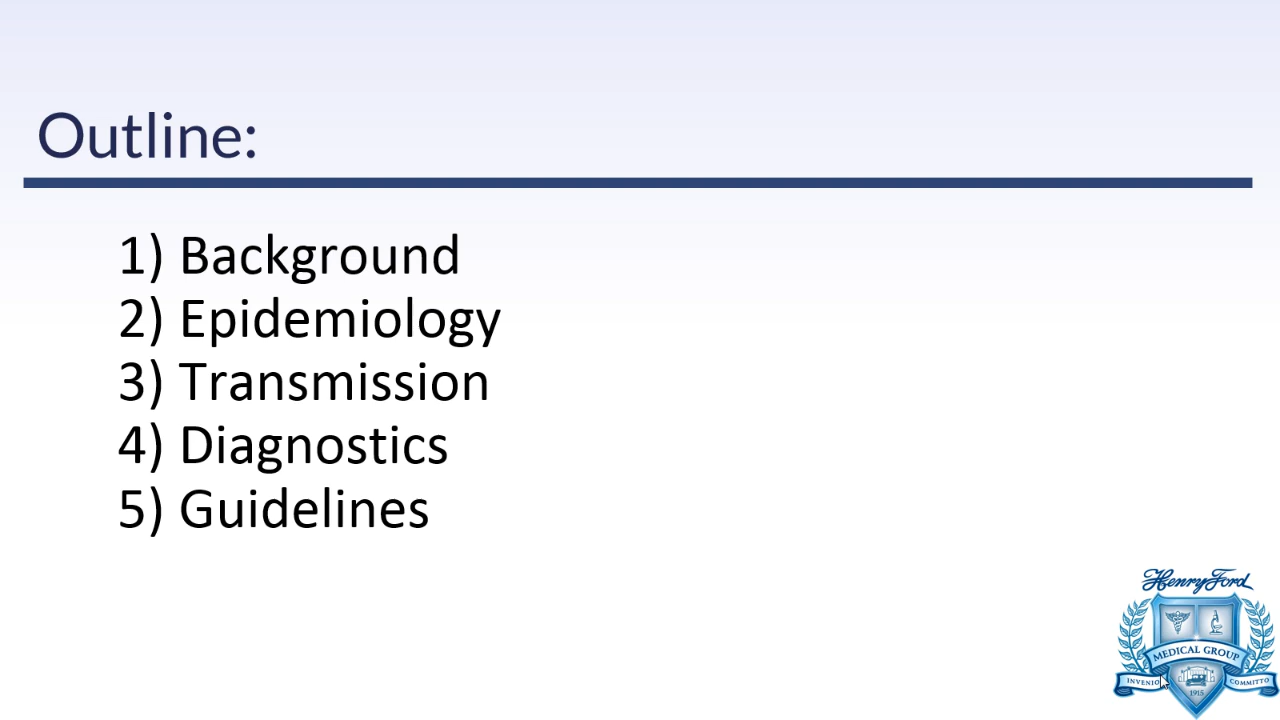 Outline:
1) Background
2) Epidemiology
3) Transmission
4) Diagnostics
5) Guidelines
Henry Ford
MEDICAL GROUP
INVENIO COMMITTO
1915